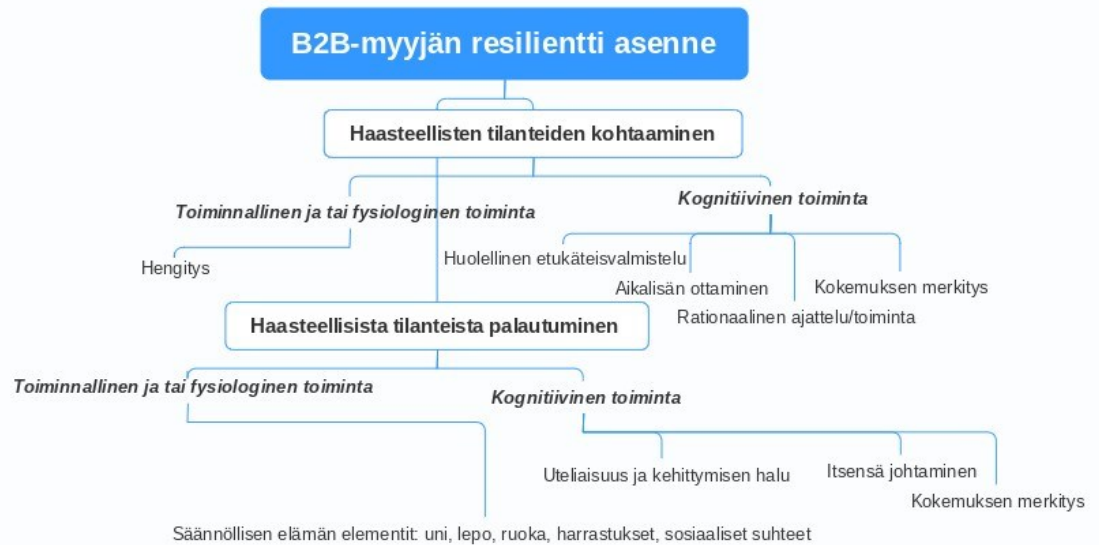 B2B-myyjän resilientti asenne
Haasteellisten tilanteiden kohtaaminen
Toiminnallinen ja tai fysiologinen toiminta
Kognitiivinen toiminta
Hengitys
Huolellinen etukäteisvalmistelu
Aikalisän ottaminen
Rationaalinen ajattelu/toiminta
Kokemuksen merkitys
Haasteellisista tilanteista palautuminen
Toiminnallinen ja tai fysiologinen toiminta
Kognitiivinen toiminta
Uteliaisuus ja kehittymisen halu
Itsensä johtaminen
Kokemuksen merkitys
Säännöllisen elämän elementit: uni, lepo, ruoka, harrastukset, sosiaaliset suhteet